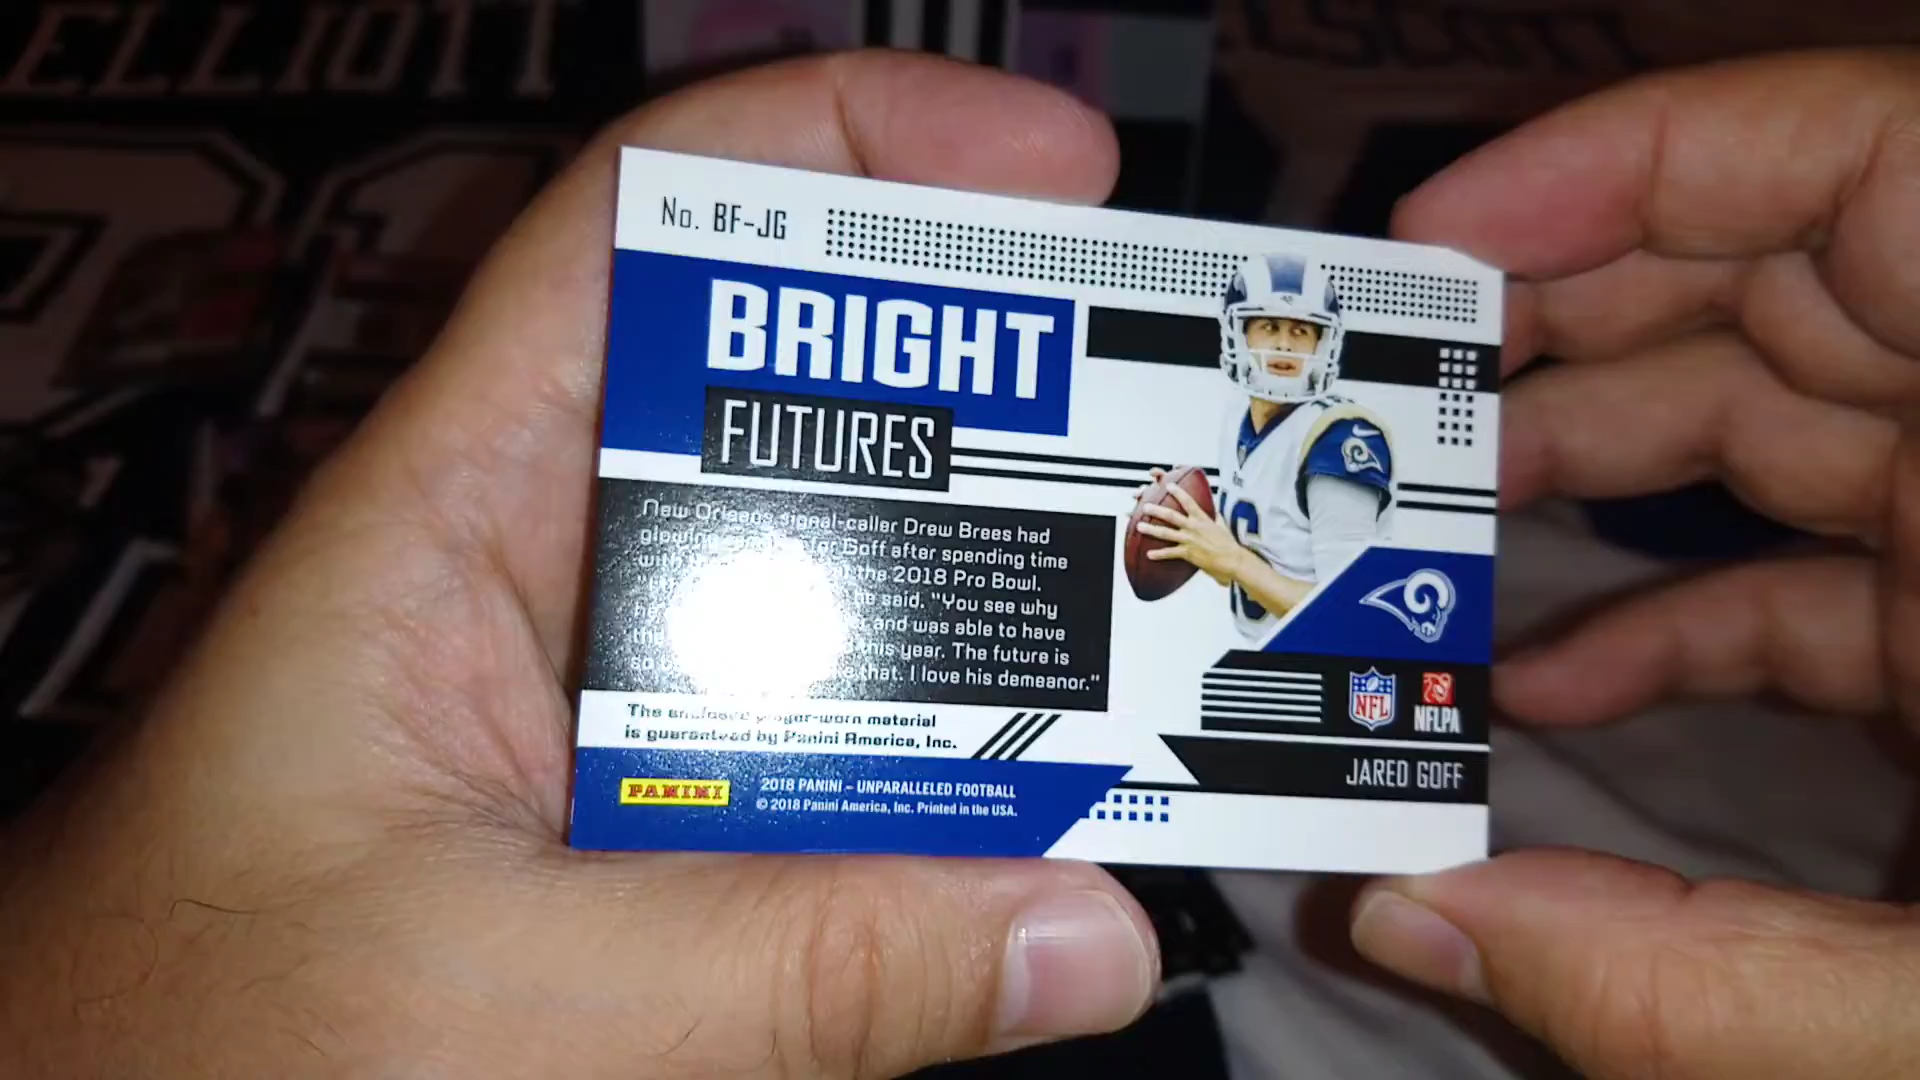 ELLIOTT
No. BF-JG
BRIGHT
FUTURES
New Orleans signal-caller Drew Brees had
for Goff after spending time
the 2018 Pro Bowl.
he said. "You see why
and was able to have
this year. The future is
that. I love his demeanor."
The enclosed player-worn material
is guaranteed by Panini America, Inc.
NFL
NFLPA
JARED GOFF
PANINI
2018 PANINI – UNPARALLELED FOOTBALL
© 2018 Panini America, Inc. Printed in the USA.